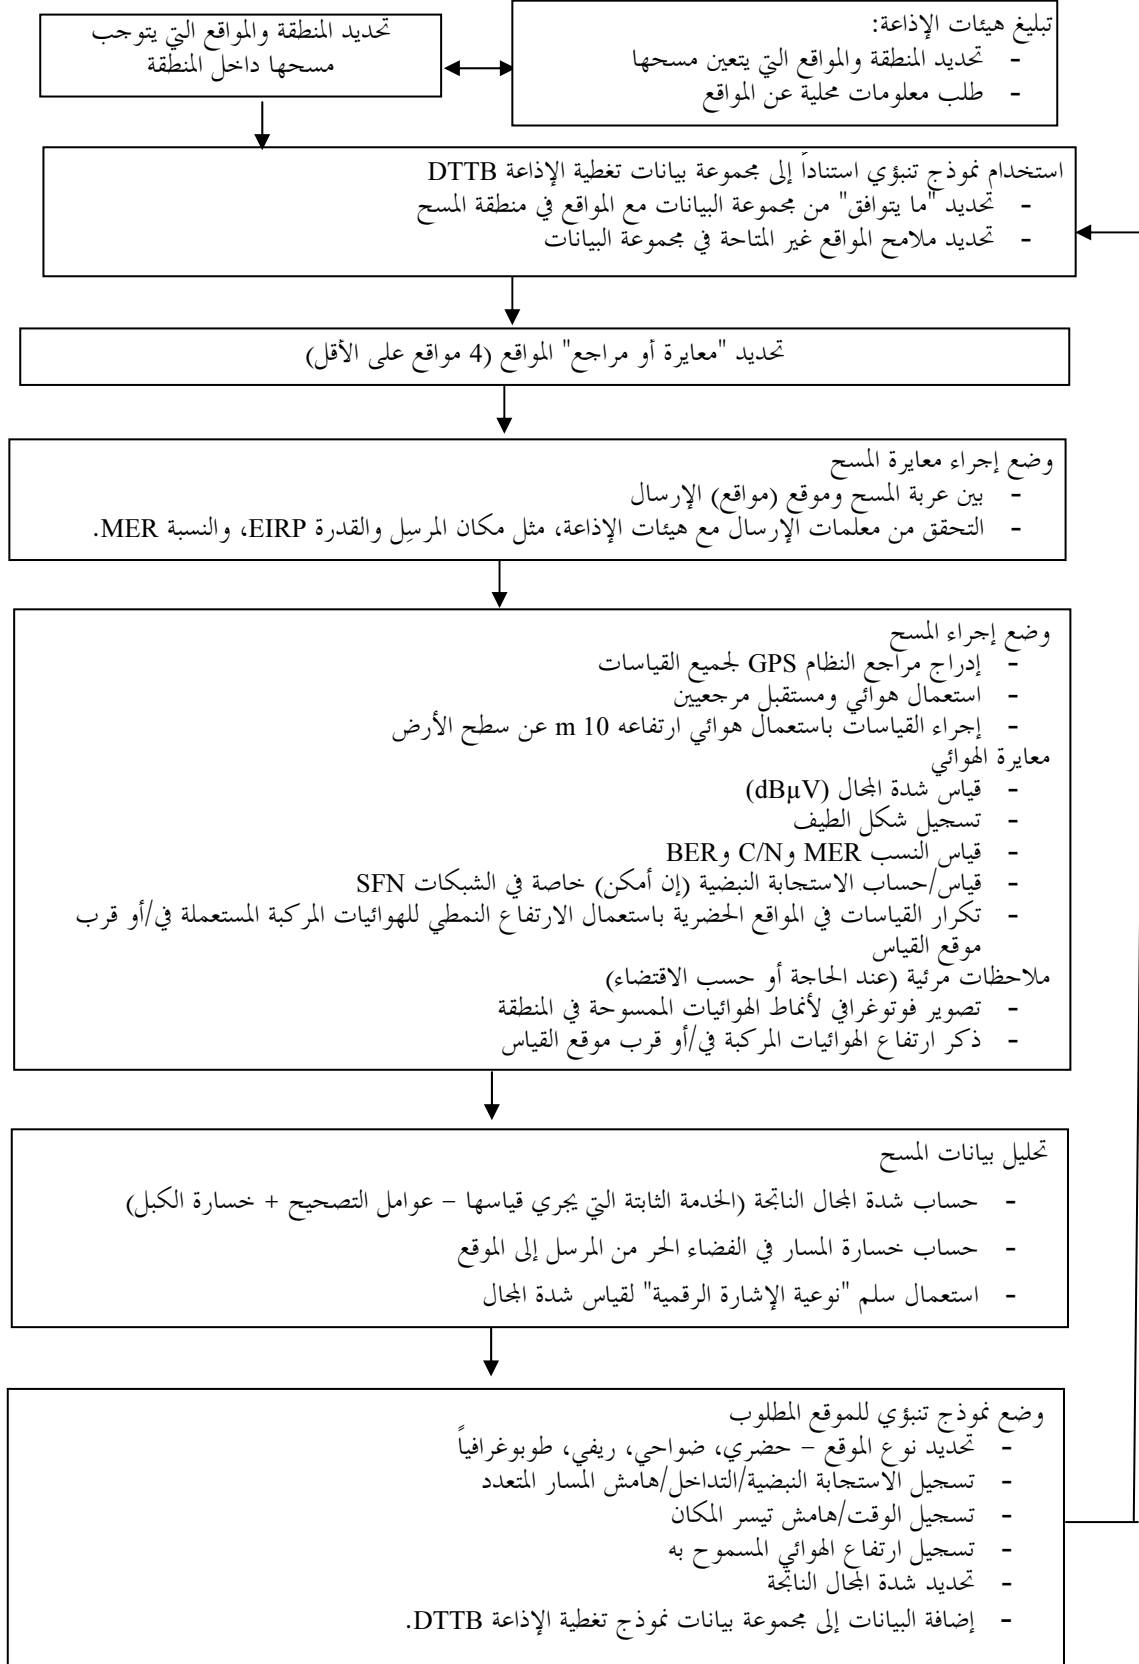 تحديد المنطقة والمواقع التي يتوجب
مسحها داخل المنطقة
تبليغ هيئات الإذاعة:
- تحديد المنطقة والمواقع التي يتعين مسحها
- طلب معلومات محلية عن المواقع
استخدام نموذج تنبؤي استناداً إلى مجموعة بيانات تغطية الإذاعة DTTB
- تحديد "ما يتوافق" من مجموعة البيانات مع المواقع في منطقة المسح
- تحديد ملامح المواقع غير المتاحة في مجموعة البيانات
تحديد "معايرة أو مراجع" المواقع (4 مواقع على الأقل)
وضع إجراء معايرة المسح
- بين عربة المسح وموقع (مواقع) الإرسال
- التحقق من معلمات الإرسال مع هيئات الإذاعة، مثل مكان المرسِل والقدرة EIRP، والنسبة MER.
وضع إجراء المسح
- إدراج مراجع النظام GPS لجميع القياسات
- استعمال هوائي ومستقبل مرجعيين
- إجراء القياسات باستعمال هوائي ارتفاعه 10 m عن سطح الأرض
معايرة الهوائي
- قياس شدة المجال (dBµV)
- تسجيل شكل الطيف
- قياس النسب MER وC/N وBER
- قياس/حساب الاستجابة النبضية (إن أمكن) خاصة في الشبكات SFN
- تكرار القياسات في المواقع الحضرية باستعمال الارتفاع النمطي للهوائيات المركبة المستعملة في/أو قرب
موقع القياس
ملاحظات مرئية (عند الحاجة أو حسب الاقتضاء)
- تصوير فوتوغرافي لأنماط الهوائيات الممسوحة في المنطقة
- ذكر ارتفاع الهوائيات المركبة في/أو قرب موقع القياس
تحليل بيانات المسح
- حساب شدة المجال الناتجة (الخدمة الثابتة التي يجري قياسها – عوامل التصحيح + خسارة الكبل)
- حساب خسارة المسار في الفضاء الحر من المرسل إلى الموقع
- استعمال سلم "نوعية الإشارة الرقمية" لقياس شدة المجال
وضع نموذج تنبؤي للموقع المطلوب
- تحديد نوع الموقع – حضري، ضواحي، ريفي، طوبوغرافياً
- تسجيل الاستجابة النبضية/التداخل/هامش المسار المتعدد
- تسجيل الوقت/هامش تيسر المكان
- تسجيل ارتفاع الهوائي المسموح به
- تحديد شدة المجال الناتجة
- إضافة البيانات إلى مجموعة بيانات نموذج تغطية الإذاعة DTTB.